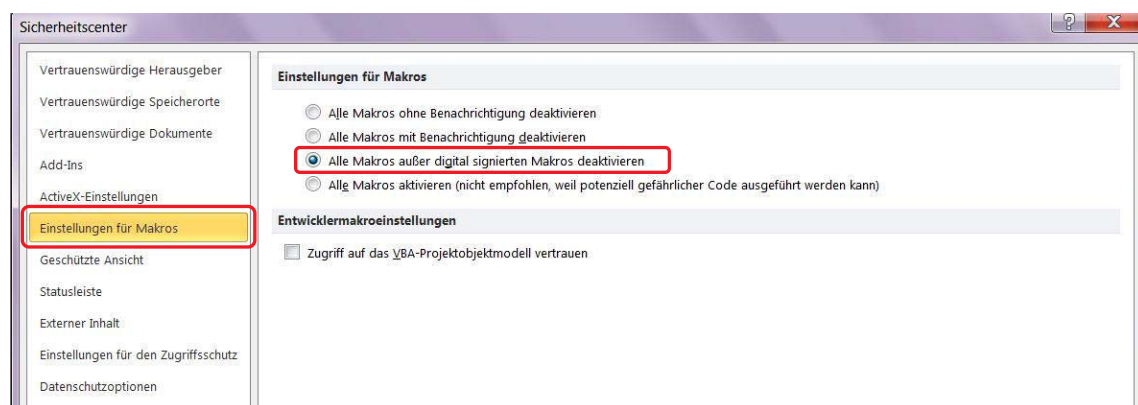 Sicherheitscenter
Vertrauenswürdige Herausgeber
Vertrauenswürdige Speicherorte
Vertrauenswürdige Dokumente
Add-Ins
ActiveX-Einstellungen
Einstellungen für Makros
Geschützte Ansicht
Statusleiste
Externer Inhalt
Einstellungen für den Zugriffsschutz
Datenschutzoptionen
Einstellungen für Makros
Alle Makros ohne Benachrichtigung deaktivieren
Alle Makros mit Benachrichtigung deaktivieren
Alle Makros außer digital signierten Makros deaktivieren
Alle Makros aktivieren (nicht empfohlen, weil potenziell gefährlicher Code ausgeführt werden kann)
Entwicklermakroeinstellungen
Zugriff auf das VBA-Projektobjektmodell vertrauen